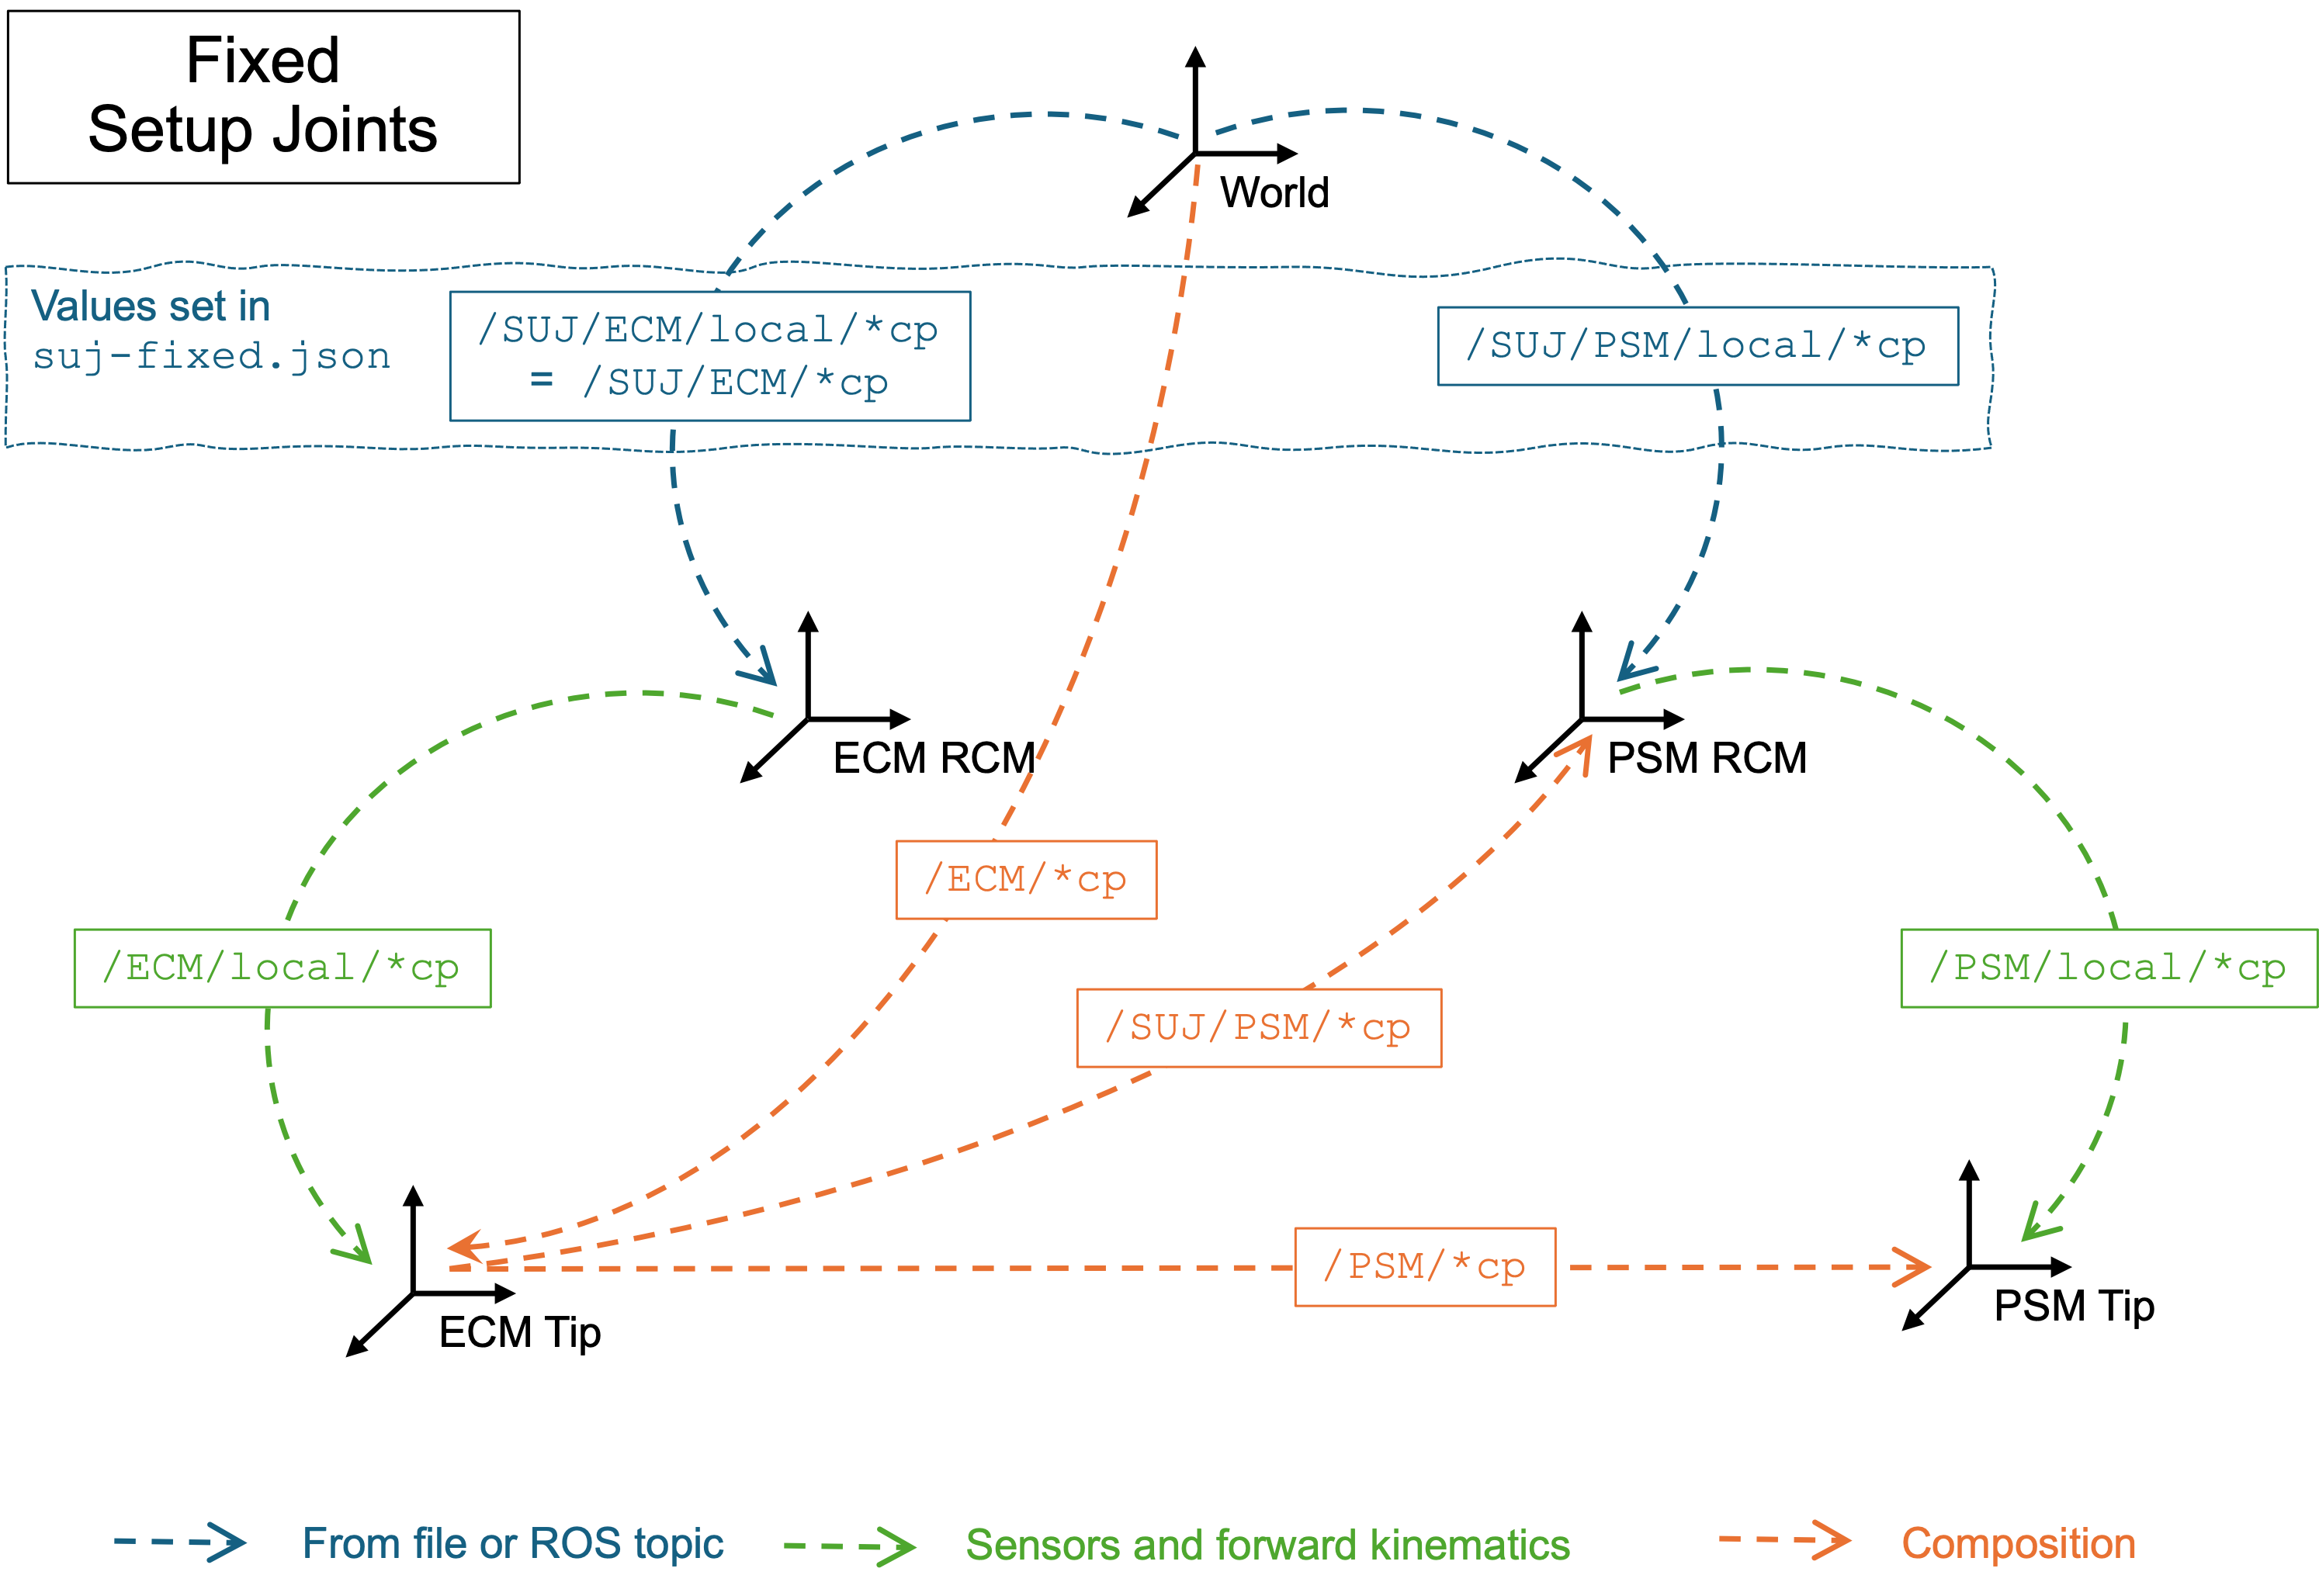 Fixed
Setup Joints
World
Values set in
suj-fixed.json
/SUJ/ECM/local/*cp
= /SUJ/ECM/*cp
/SUJ/PSM/local/*cp
ECM RCM
PSM RCM
/ECM/*cp
/ECM/local/*cp
/PSM/local/*cp
/SUJ/PSM/*cp
/PSM/*cp
ECM Tip
PSM Tip
From file or ROS topic
Sensors and forward kinematics
Composition